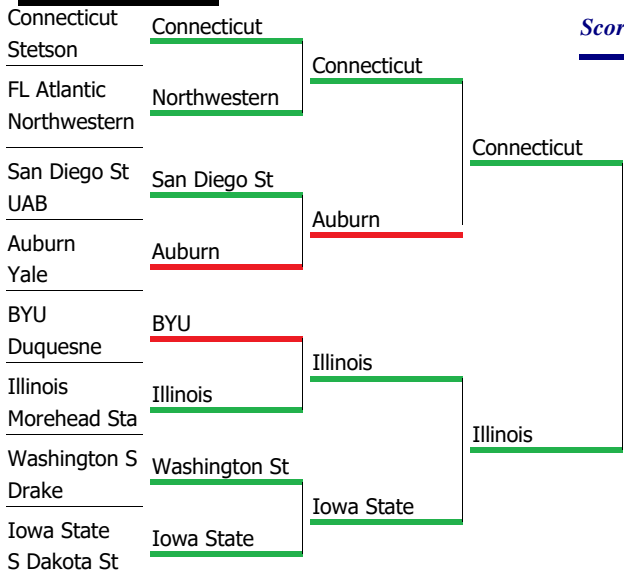 Connecticut
Stetson
FL Atlantic
Northwestern
San Diego St
UAB
Auburn
Yale
BYU
Duquesne
Illinois
Morehead Sta
Washington S
Drake
Iowa State
S Dakota St
Connecticut
Northwestern
San Diego St
Auburn
BYU
Illinois
Washington St
Iowa State
Connecticut
Auburn
Illinois
Iowa State
Connecticut
Illinois
Scor